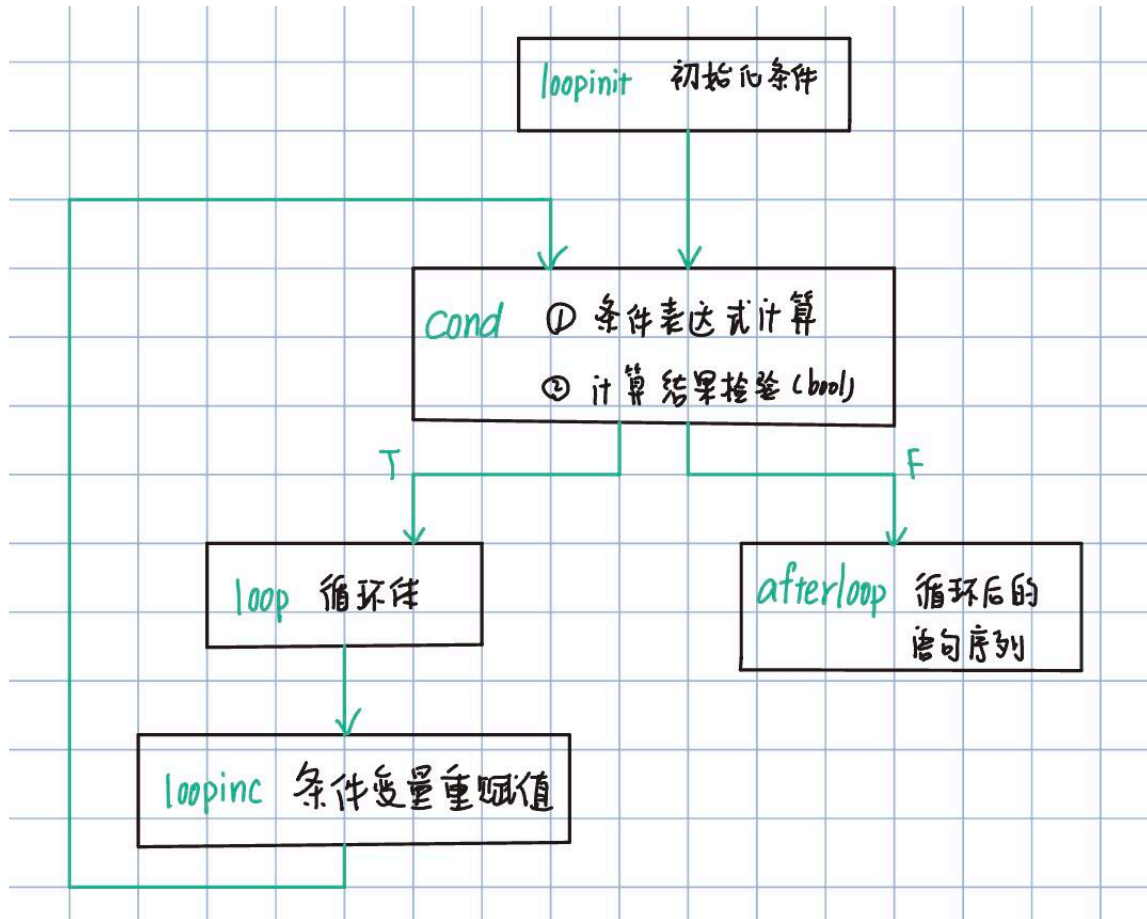 loopinit 初始化条件
cond ① 条件表达式计算
② 计算结果检验(bool)
T
F
loop 循环体
afterloop 循环后的
语句序列
loopinc 条件变量重赋值